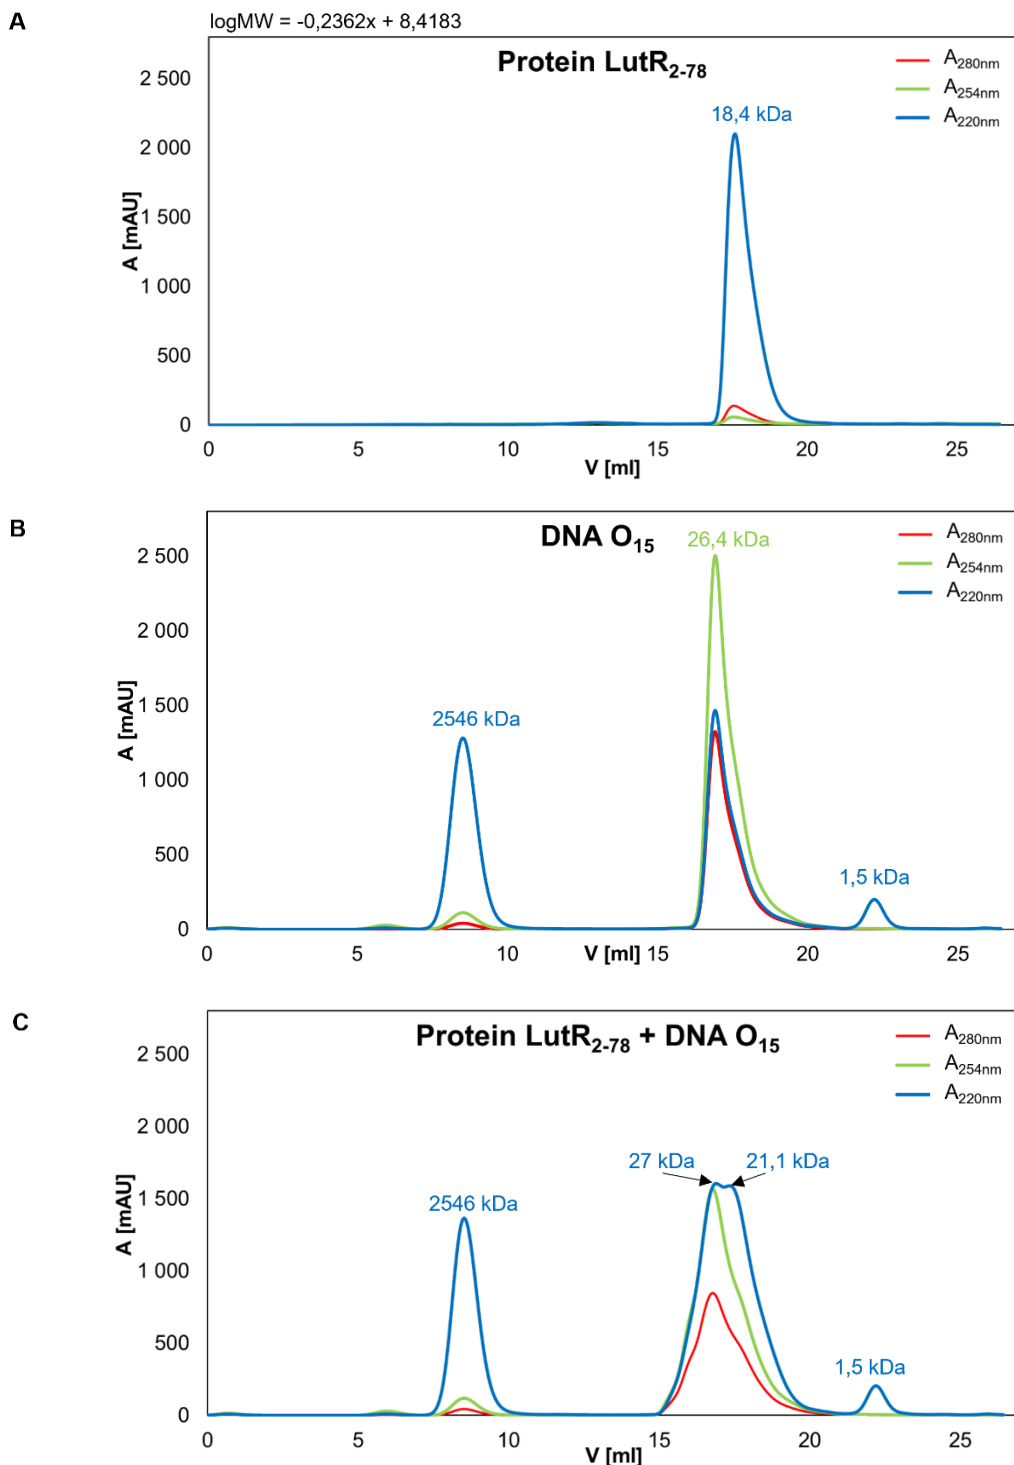 A
logMW = -0,2362x + 8,4183
Protein LutR2-78
A280nm
A254nm
A220nm
18,4 kDa
2 500
2 000
1 500
1 000
500
0
A [mAU]
0 5 10 15 20 25
V [ml]
B
DNA O15
A280nm
A254nm
A220nm
26,4 kDa
2546 kDa
1,5 kDa
2 500
2 000
1 500
1 000
500
0
A [mAU]
0 5 10 V [ml] 15 20 25
C
Protein LutR2-78 + DNA O15
A280nm
A254nm
A220nm
27 kDa 21,1 kDa
2546 kDa
1,5 kDa
2 500
2 000
1 500
1 000
500
0
A [mAU]
0 5 10 15 20 25
V [ml]